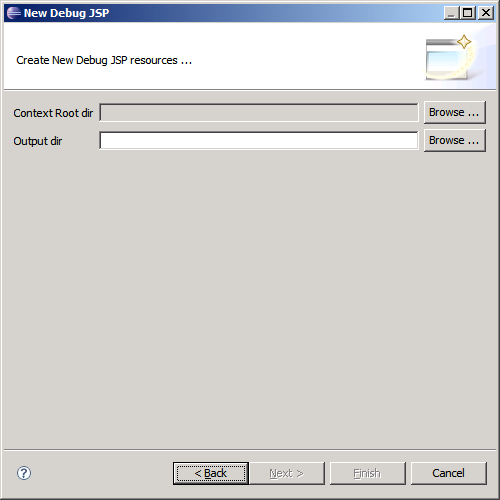 New Debug JSP
Create New Debug JSP resources ...
Context Root dir
Browse ...
Output dir
Browse ...
?
< Back
Next >
Finish
Cancel